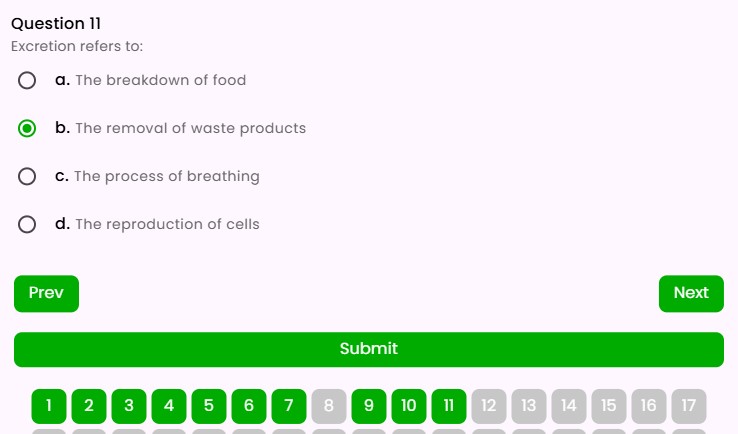 Question 11
Excretion refers to:
a. The breakdown of food
b. The removal of waste products
c. The process of breathing
d. The reproduction of cells
Prev Next
Submit
1 2 3 4 5 6 7 8 9 10 11 12 13 14 15 16 17